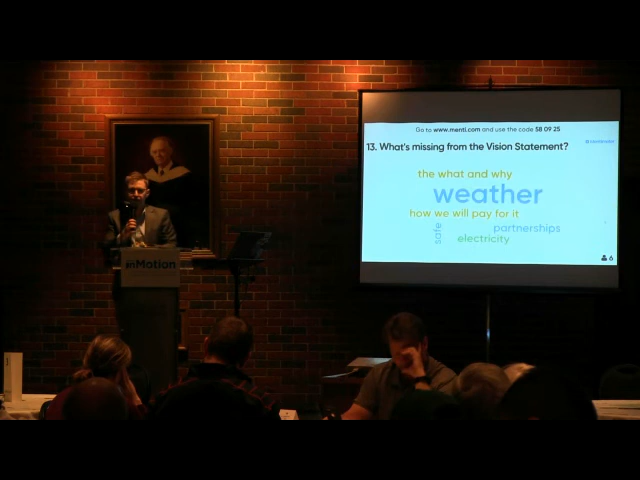 Go to www.menti.com and use the code 58 09 25
13. What's missing from the Vision Statement?
Mentimeter
the what and why
weather
how we will pay for it
safe
partnerships
electricity
6
inMotion